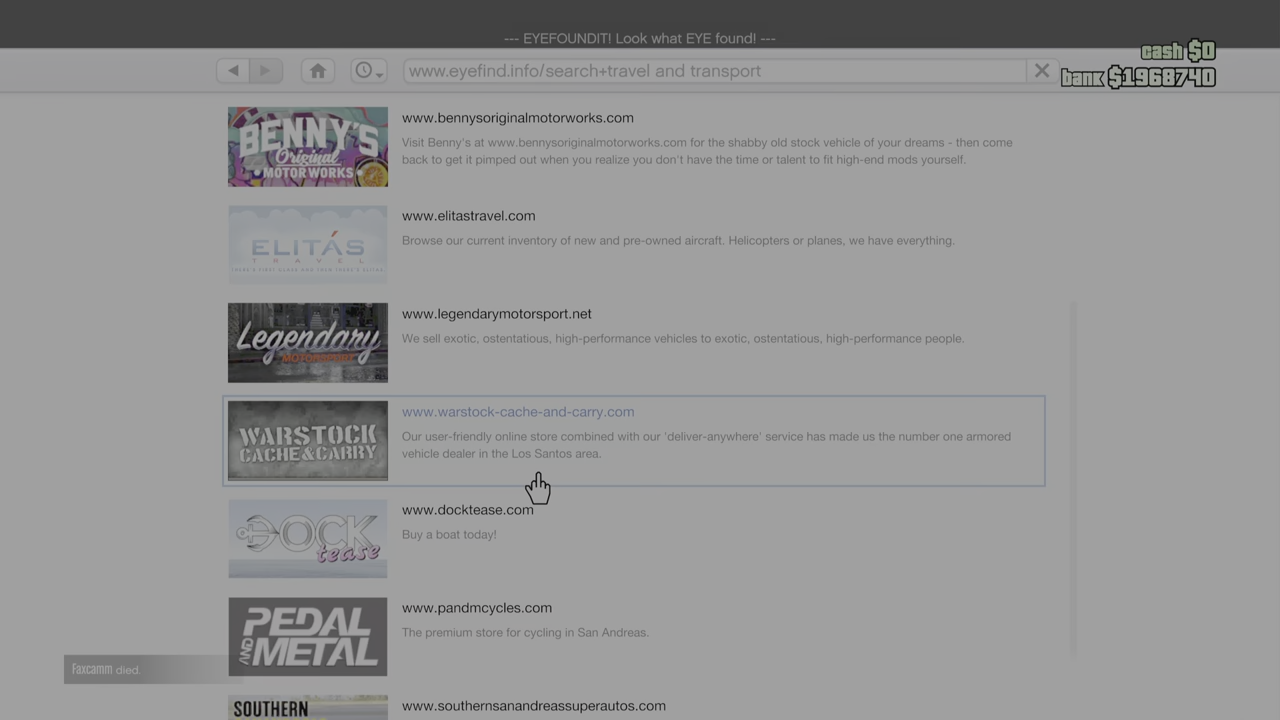 --- EYEFOUNDIT! Look what EYE found! ---
cash $0
www.eyefind.info/search+travel and transport
bank $1968740
BENNY'S
Original
MOTORWORKS
www.bennysoriginalmotorworks.com
Visit Benny's at www.bennysoriginalmotorworks.com for the shabby old stock vehicle of your dreams - then come
back to get it pimped out when you realize you don't have the time or talent to fit high-end mods yourself.
ELITÁS
TRAVEL
www.elitastravel.com
Browse our current inventory of new and pre-owned aircraft. Helicopters or planes, we have everything.
Legendary
MOTORSPORT
www.legendarymotorsport.net
We sell exotic, ostentatious, high-performance vehicles to exotic, ostentatious, high-performance people.
WARSTOCK
CACHE&CARRY
www.warstock-cache-and-carry.com
Our user-friendly online store combined with our 'deliver-anywhere' service has made us the number one armored
vehicle dealer in the Los Santos area.
DOCK
tease
www.docktease.com
Buy a boat today!
PEDAL
AND METAL
www.pandmcycles.com
The premium store for cycling in San Andreas.
Faxcamm died.
SOUTHERN
www.southernsanandreassuperautos.com